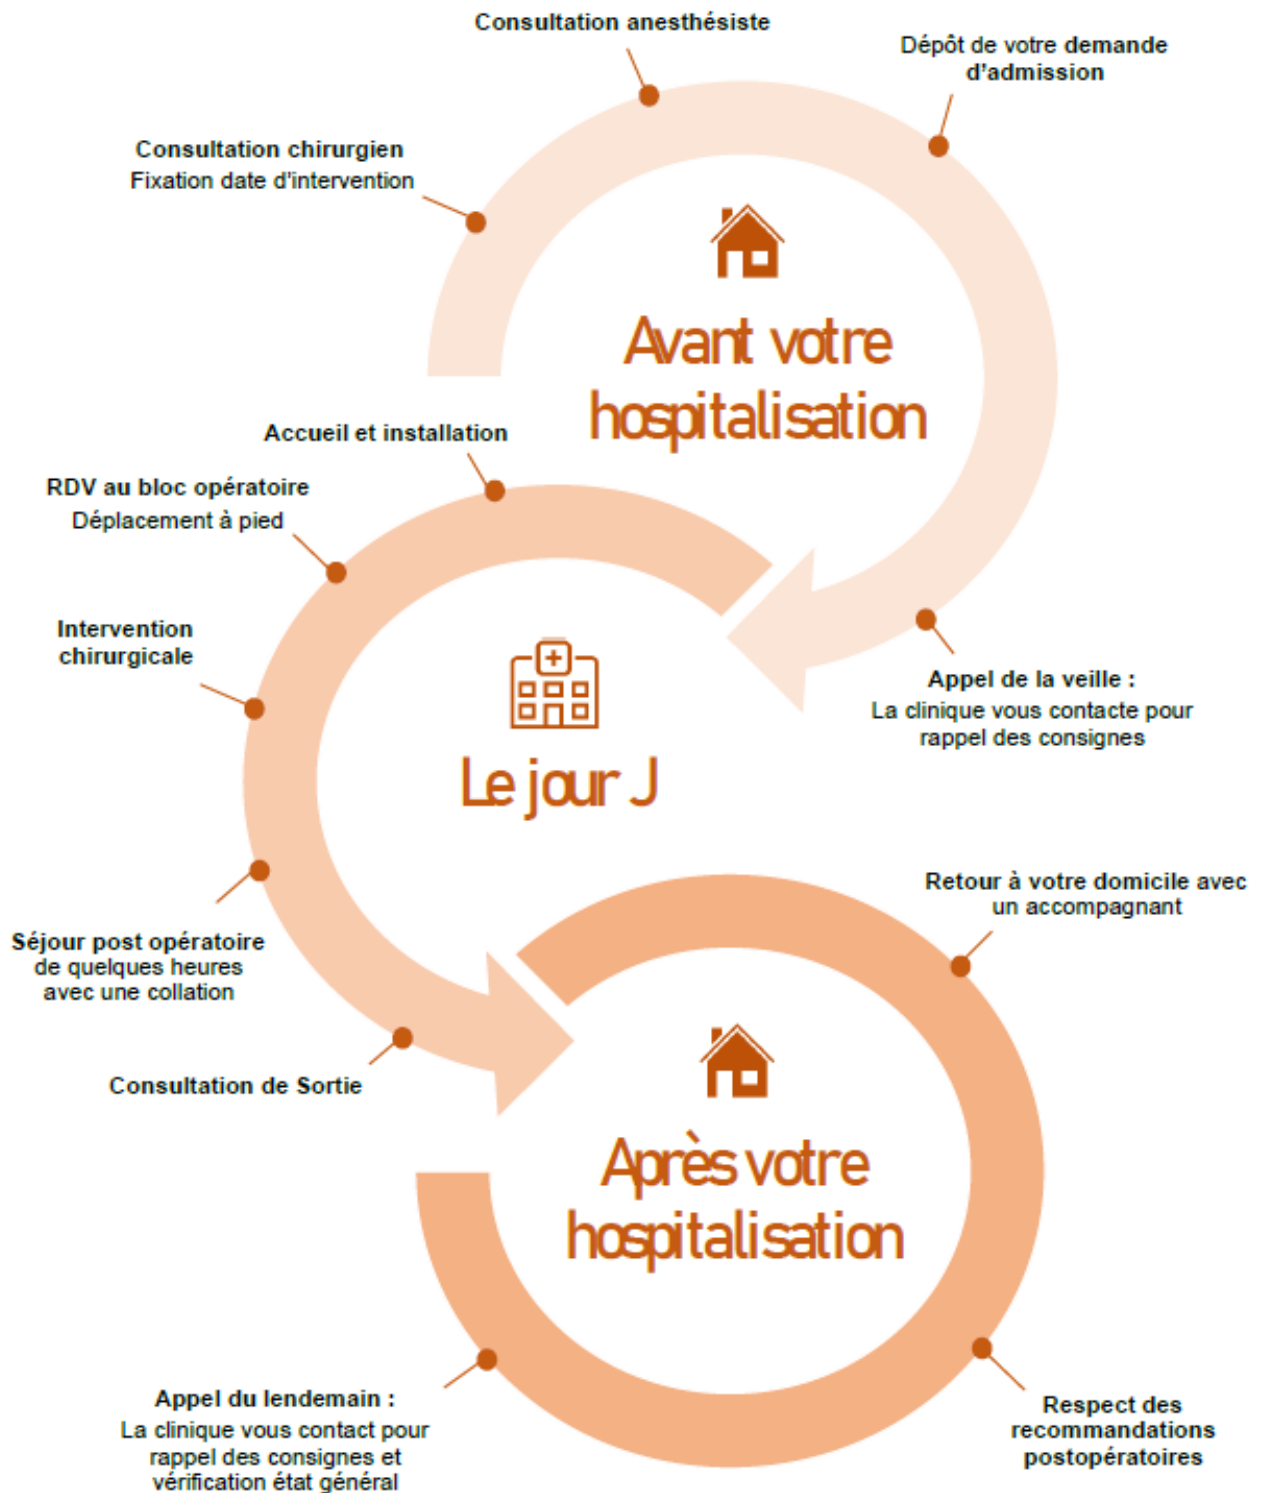 Consultation anesthésiste
Dépôt de votre demande
d'admission
Consultation chirurgien
Fixation date d'intervention
Avant votre
hospitalisation
Accueil et installation
RDV au bloc opératoire
Déplacement à pied
Intervention
chirurgicale
Appel de la veille :
La clinique vous contacte pour
rappel des consignes
Le jour J
Séjour post opératoire
de quelques heures
avec une collation
Consultation de Sortie
Retour à votre domicile avec
un accompagnant
Après votre
hospitalisation
Respect des
recommandations
postopératoires
Appel du lendemain :
La clinique vous contact pour
rappel des consignes et
vérification état général